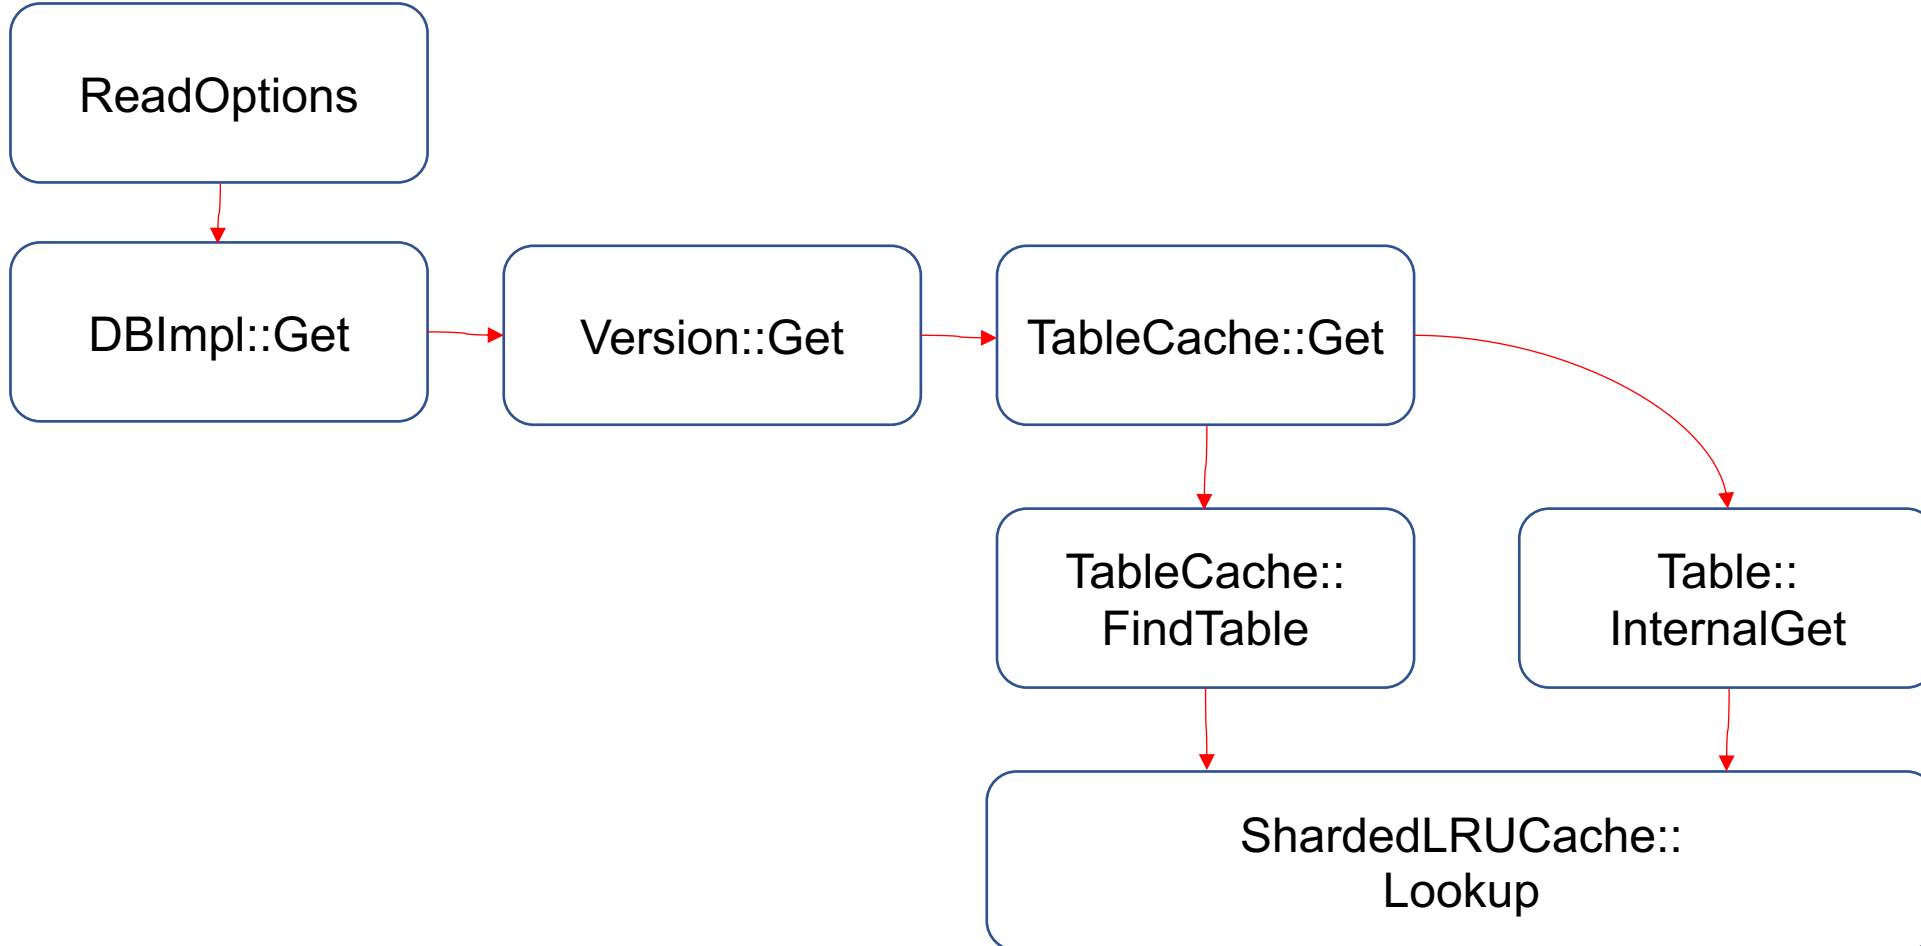 ReadOptions
DBImpl::Get
Version::Get
TableCache::Get
TableCache::
FindTable
Table::
InternalGet
ShardedLRUCache::
Lookup